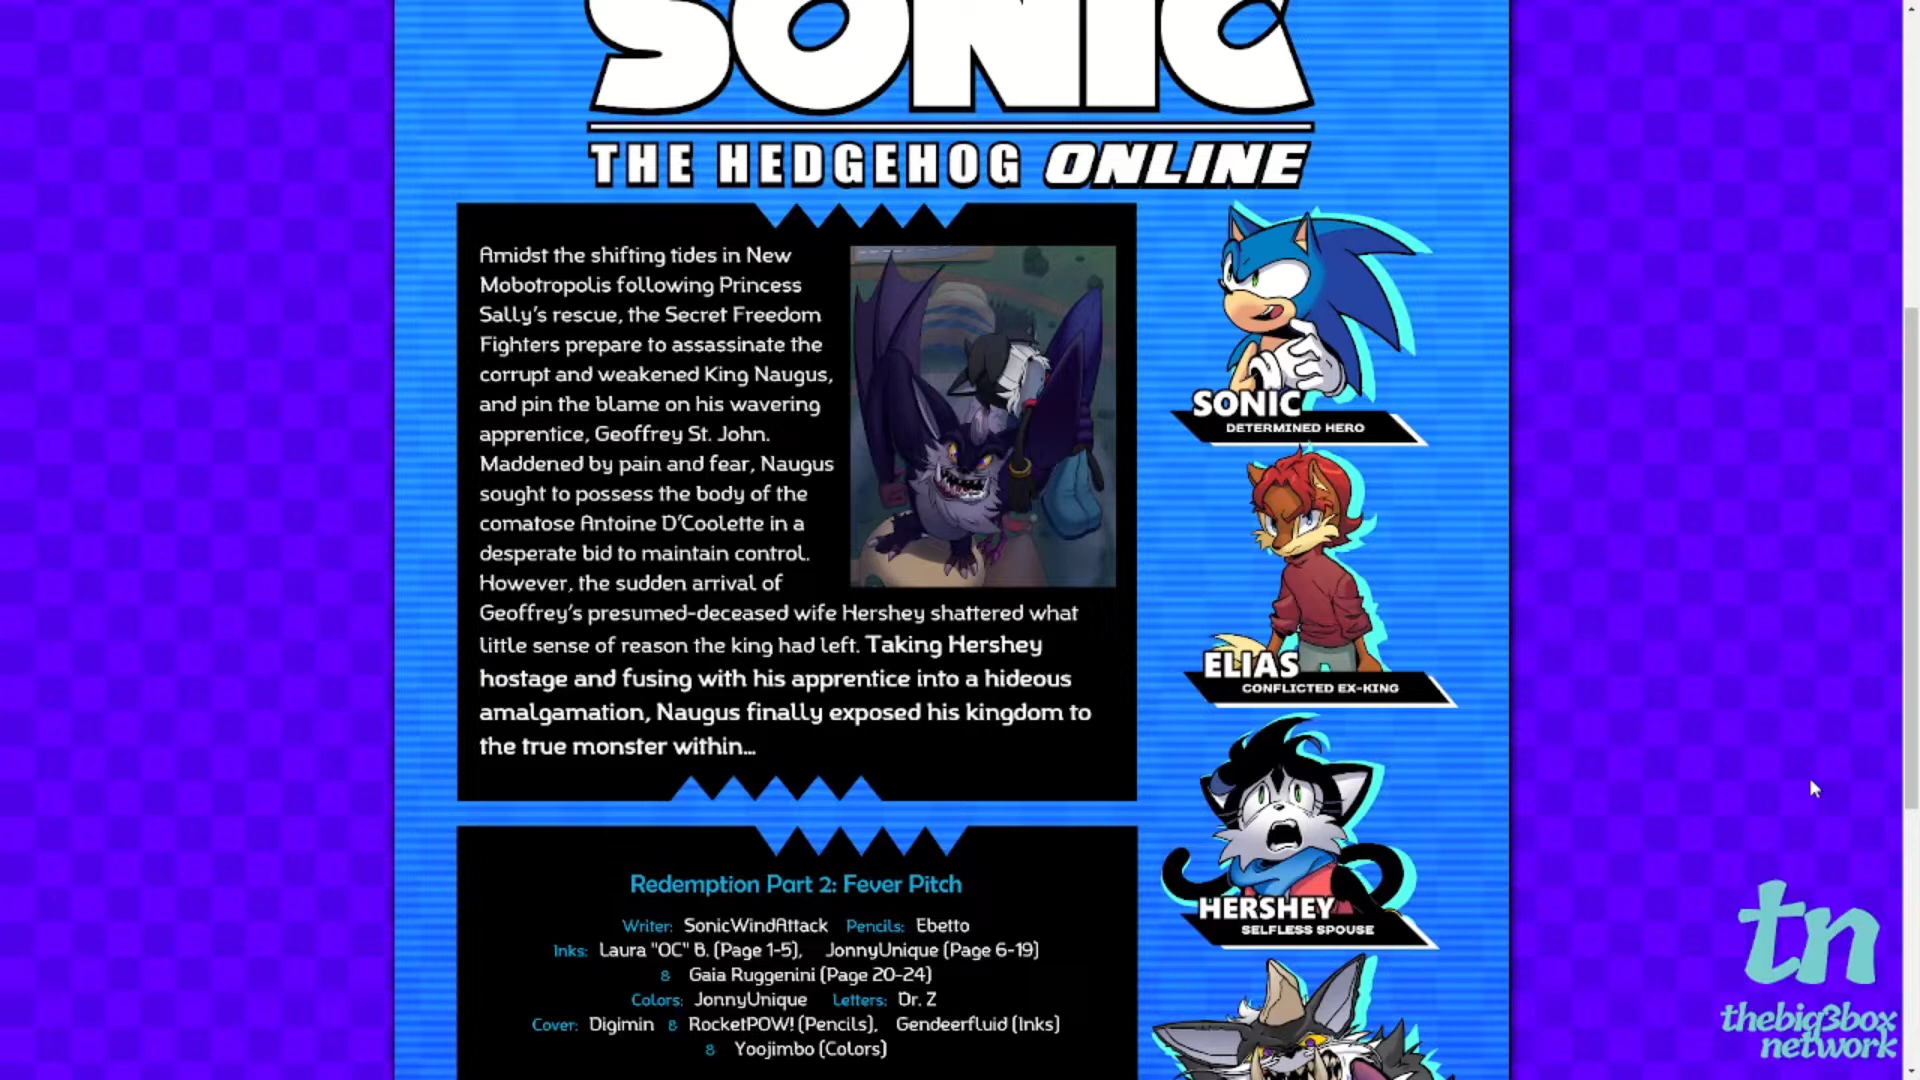 SONIC
THE HEDGEHOG ONLINE
Amidst the shifting tides in New
Mobotropolis following Princess
Sally's rescue, the Secret Freedom
Fighters prepare to assassinate the
corrupt and weakened King Naugus,
and pin the blame on his wavering
apprentice, Geoffrey St. John.
Maddened by pain and fear, Naugus
sought to possess the body of the
comatose Antoine D'Coolette in a
desperate bid to maintain control.
However, the sudden arrival of
Geoffrey's presumed-deceased wife Hershey shattered what
little sense of reason the king had left. Taking Hershey
hostage and fusing with his apprentice into a hideous
amalgamation, Naugus finally exposed his kingdom to
the true monster within...
SONIC
DETERMINED HERO
ELIAS
CONFLICTED EX-KING
HERSHEY
SELFLESS SPOUSE
Redemption Part 2: Fever Pitch
Writer: SonicWindAttack Pencils: Ebetto
Inks: Laura "OC" B. (Page 1-5), JonnyUnique (Page 6-19)
& Gaia Ruggenini (Page 20-24)
Colors: JonnyUnique Letters: Dr. Z
Cover: Digimin & RocketPOW! (Pencils), Gendeerfluid (Inks)
& Yoojimbo (Colors)
tn
thebig3box
network